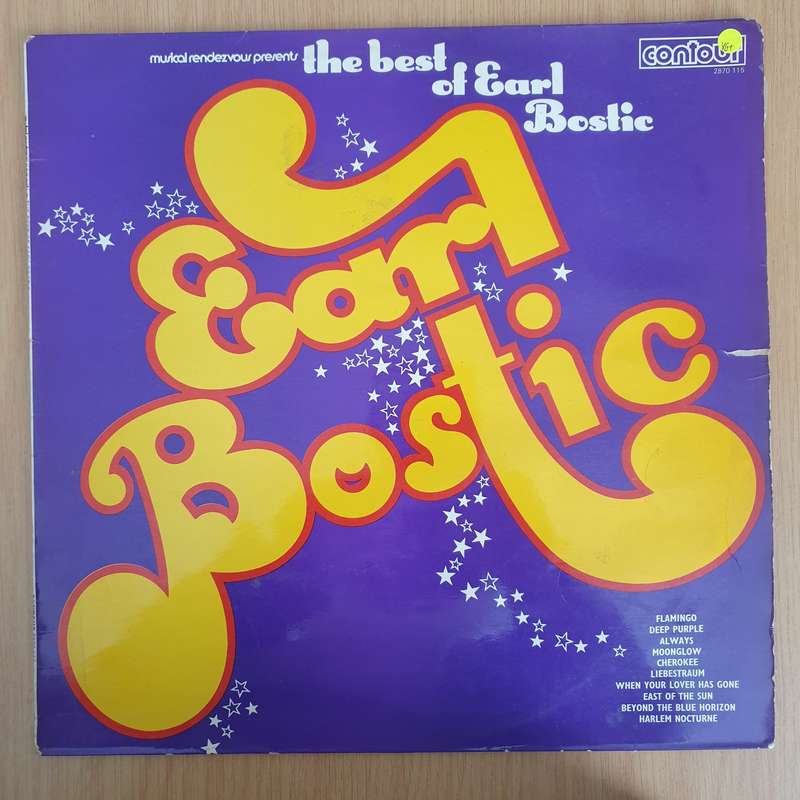 musical rendezvous presents the best
of Earl
Bostic
contour
2870 115
Earl
Bostic
FLAMINGO
DEEP PURPLE
ALWAYS
MOONGLOW
CHEROKEE
LIEBESTRAUM
WHEN YOUR LOVER HAS GONE
EAST OF THE SUN
BEYOND THE BLUE HORIZON
HARLEM NOCTURNE